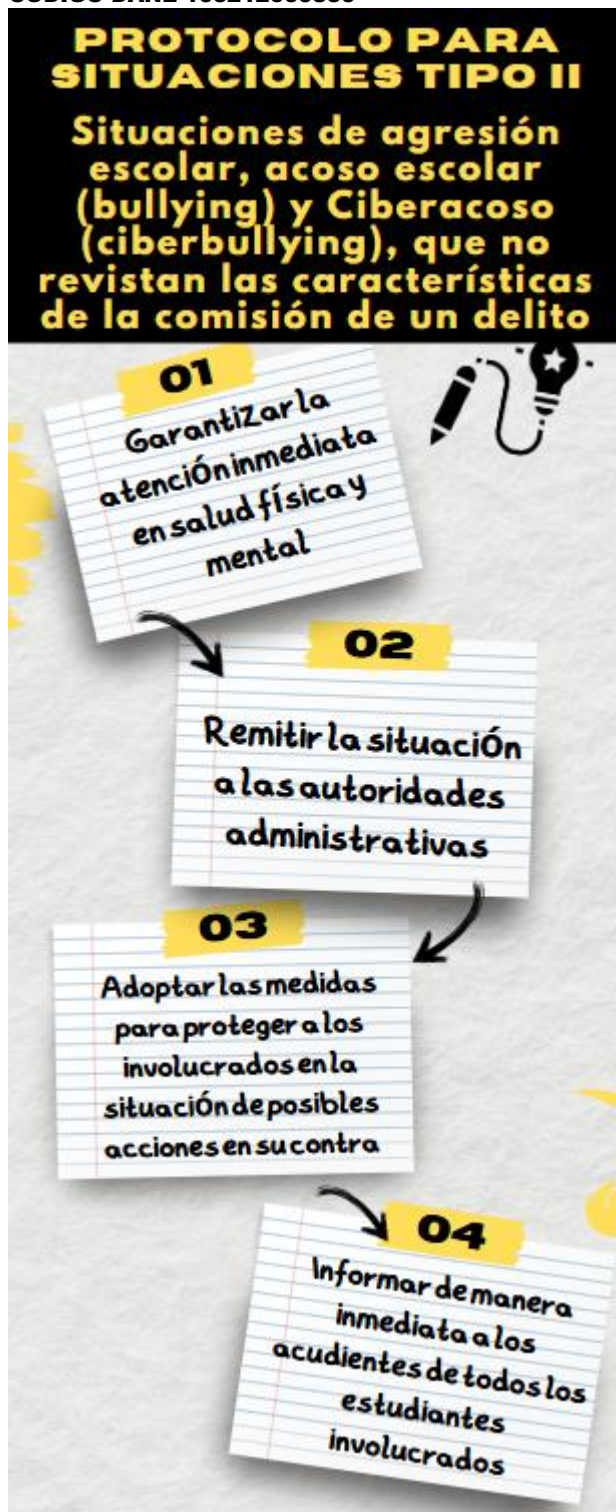 PROTOCOLO PARA
SITUACIONES TIPO II
Situaciones de agresión
escolar, acoso escolar
(bullying) y Ciberacoso
(ciberbullying), que no
revistan las características
de la comisión de un delito
01
Garantizar la
atención inmediata
en salud física y
mental
02
Remitir la situación
a las autoridades
administrativas
03
Adoptar las medidas
para proteger a los
involucrados en la
situación de posibles
acciones en su contra
04
Informar de manera
inmediata a los
acudientes de todos los
estudiantes
involucrados